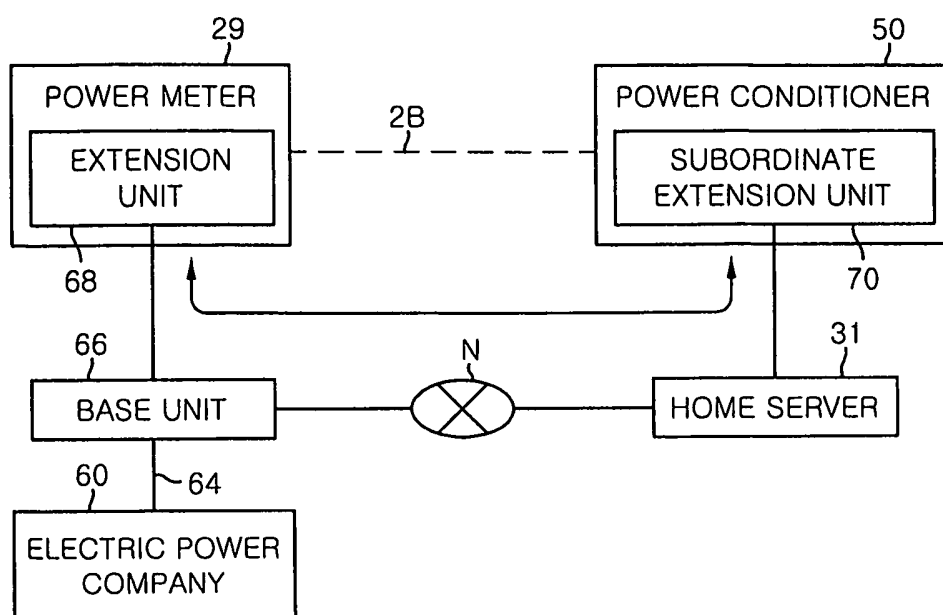 29
50
POWER METER
POWER CONDITIONER
2B
EXTENSION
UNIT
SUBORDINATE
EXTENSION UNIT
68
70
66
N
31
BASE UNIT
HOME SERVER
60
64
ELECTRIC POWER
COMPANY